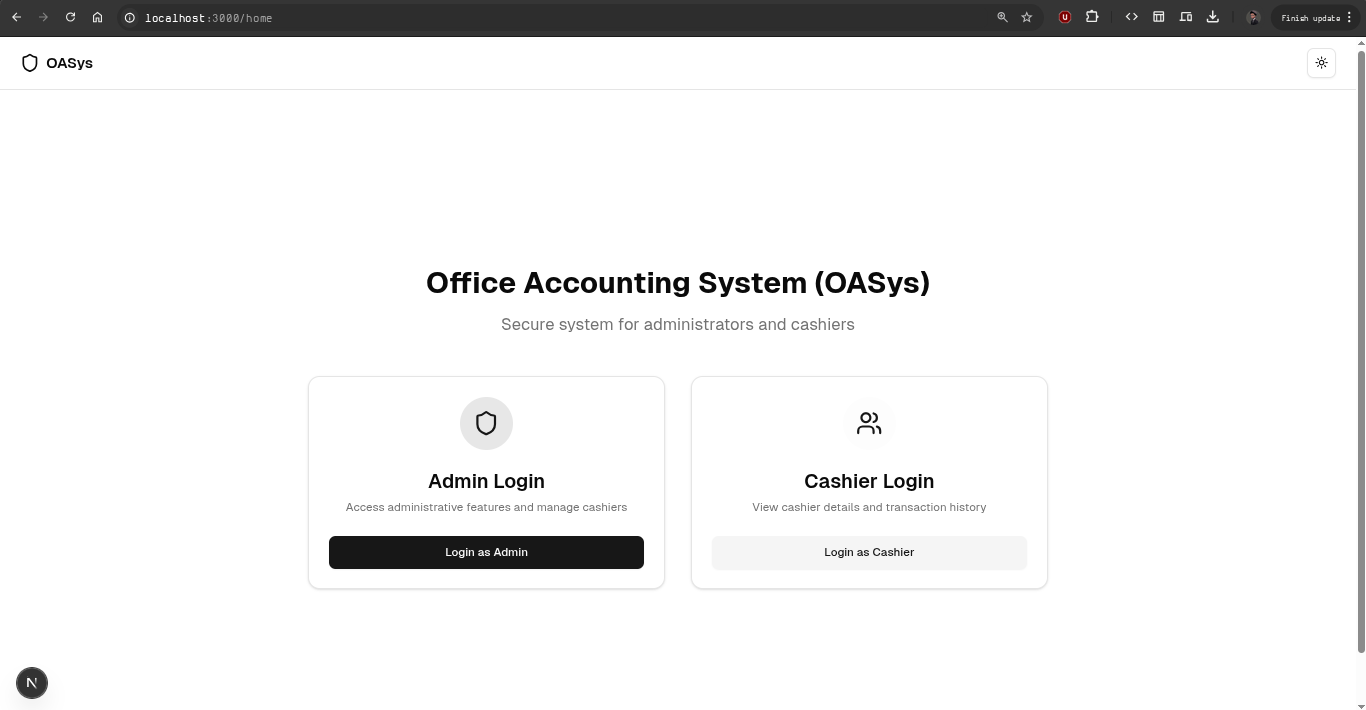 localhost:3000/home
Finish update
OASys
Office Accounting System (OASys)
Secure system for administrators and cashiers
Admin Login
Access administrative features and manage cashiers
Login as Admin
Cashier Login
View cashier details and transaction history
Login as Cashier
N